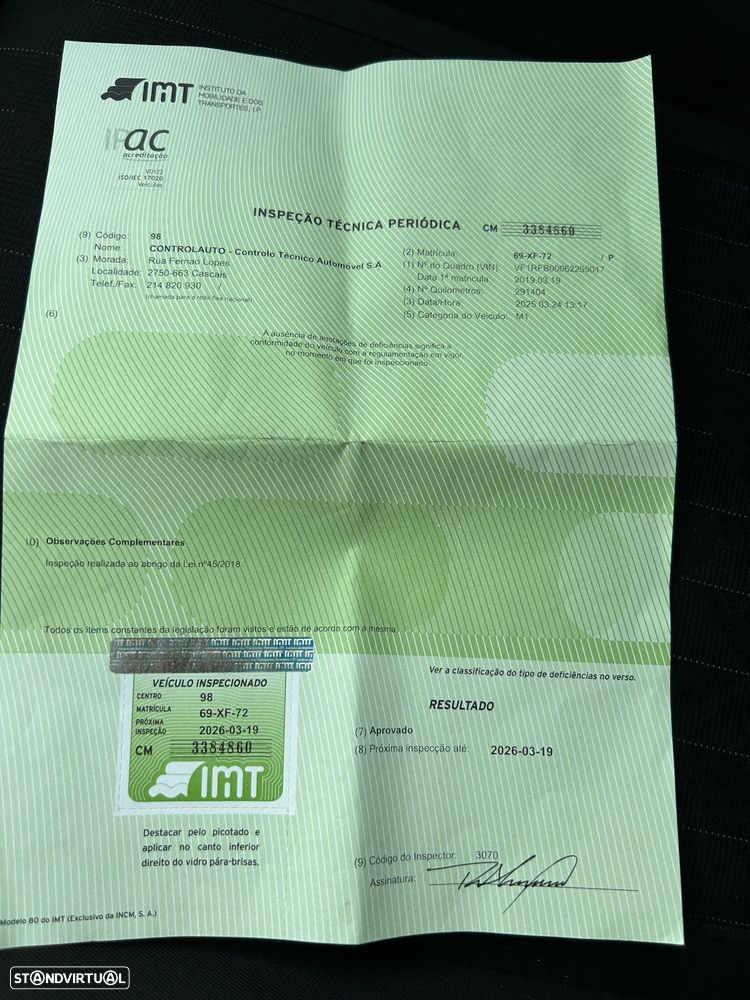 IMT INSTITUTO DA
MOBILIDADE E DOS
TRANSPORTES, I.P.
IPac
acreditação
V0122
ISO/IEC 17020
Veículos
INSPEÇÃO TÉCNICA PERIÓDICA CM 3384860
(9) Código: 98
Nome: CONTROLAUTO - Controlo Técnico Automóvel S.A
(3) Morada: Rua Fernao Lopes
Localidade: 2750-663 Cascais
Telef./Fax: 214 820 930 /
(chamada para a rede fixa nacional)
(2) Matrícula: 69-XF-72 / P
(1) Nº do Quadro (VIN): VF1RFB00062255017
Data 1ª matrícula: 2019.03.19
(4) Nº Quilometros: 291404
(3) Data/Hora: 2025.03.24 13:17
(5) Categoria do Veículo: M1
(6)
A ausência de anotações de deficiências significa a
conformidade do veículo com a regulamentação em vigor,
no momento em que foi inspeccionado.
10) Observações Complementares
Inspeção realizada ao abrigo da Lei nº45/2018
Todos os items constantes da legislação foram vistos e estão de acordo com a mesma.
VEÍCULO INSPECIONADO
CENTRO 98
MATRÍCULA 69-XF-72
PRÓXIMA
INSPEÇÃO 2026-03-19
CM 3384860
IMT
Destacar pelo picotado e
aplicar no canto inferior
direito do vidro pára-brisas.
Ver a classificação do tipo de deficiências no verso.
RESULTADO
(7) Aprovado
(8) Próxima inspecção até: 2026-03-19
(9) Código do Inspector: 3070
Assinatura:
Modelo 80 do IMT (Exclusivo da INCM, S. A.)
STANDVIRTUAL